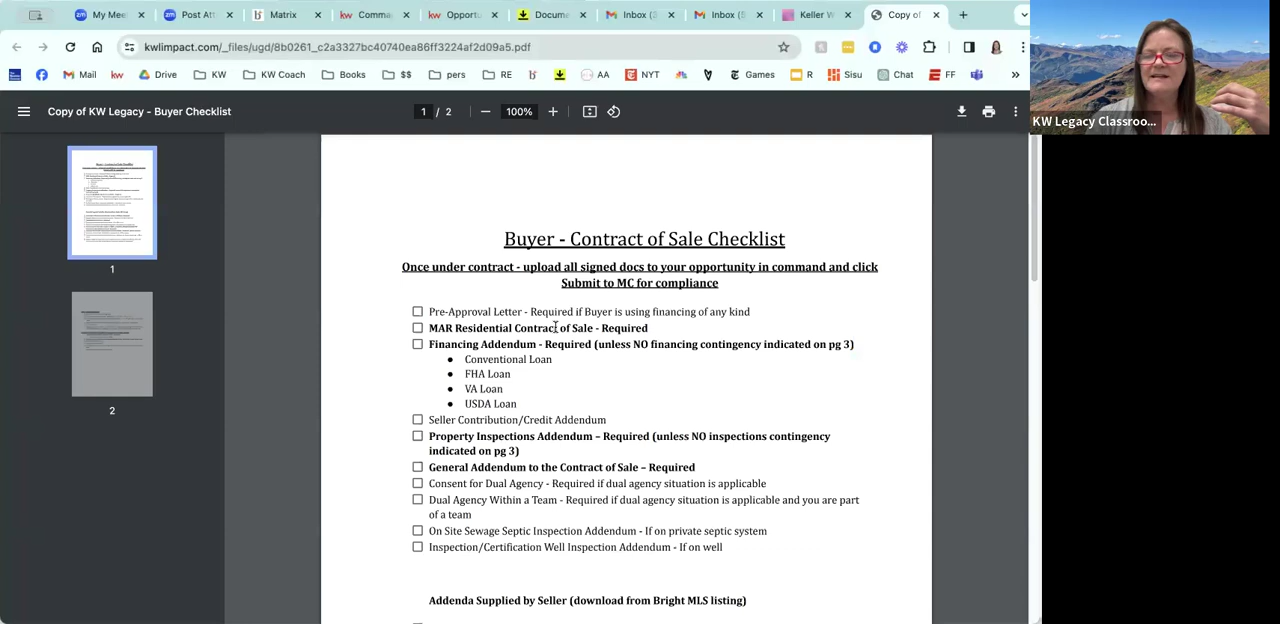 My Mee
Post Att
Matrix
Comma
Opportu
Docume
Inbox (2
Inbox (
Keller W
Copy of
kwlimpact.com/_files/ugd/8b0261_c2a3327bc40740ea86ff3224af2d09a5.pdf
Mail
kw
Drive
KW
KW Coach
Books
$$
pers
RE
AA
NYT
Games
R
Sisu
Chat
FF
»
KW Legacy Classroo...
Copy of KW Legacy - Buyer Checklist
1 / 2
100%
1
2
Buyer - Contract of Sale Checklist
Once under contract - upload all signed docs to your opportunity in command and click
Submit to MC for compliance
Pre-Approval Letter - Required if Buyer is using financing of any kind
MAR Residential Contract of Sale - Required
Financing Addendum - Required (unless NO financing contingency indicated on pg 3)
● Conventional Loan
● FHA Loan
● VA Loan
● USDA Loan
Seller Contribution/Credit Addendum
Property Inspections Addendum – Required (unless NO inspections contingency
indicated on pg 3)
General Addendum to the Contract of Sale – Required
Consent for Dual Agency - Required if dual agency situation is applicable
Dual Agency Within a Team - Required if dual agency situation is applicable and you are part
of a team
On Site Sewage Septic Inspection Addendum - If on private septic system
Inspection/Certification Well Inspection Addendum - If on well
Addenda Supplied by Seller (download from Bright MLS listing)